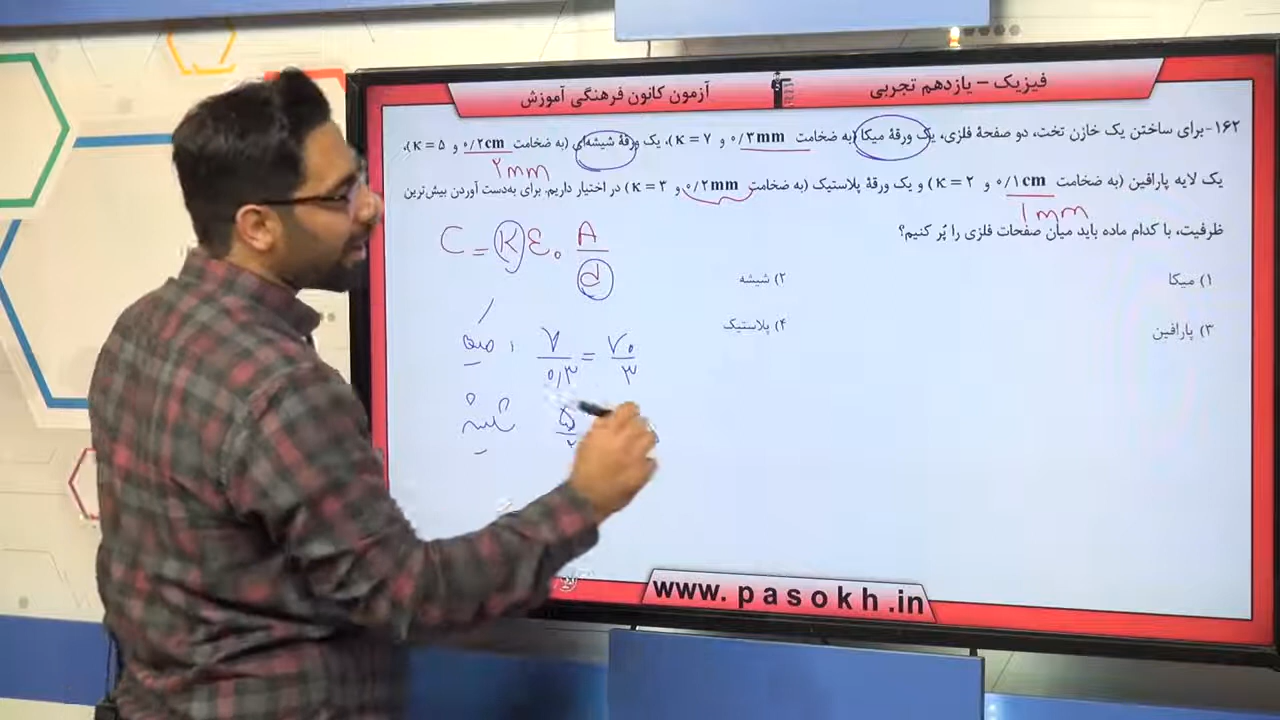 آزمون کانون فرهنگی آموزش
فیزیک – یازدهم تجربی
۱۶۲- برای ساختن یک خازن تخت، دو صفحهٔ فلزی، یک ورقهٔ میکا (به ضخامت ۰/۳mm و κ = ۷)، یک ورقهٔ شیشه‌ای (به ضخامت ۰/۲cm و κ = ۵)،
۲mm
یک لایه پارافین (به ضخامت ۰/۱cm و κ = ۲) و یک ورقهٔ پلاستیک (به ضخامت ۰/۲mm و κ = ۳) در اختیار داریم. برای به‌دست آوردن بیش‌ترین
۱mm
ظرفیت، با کدام ماده باید میان صفحات فلزی را پُر کنیم؟
C = κ ε₀ A/d
۱) میکا
۲) شیشه
۳) پارافین
۴) پلاستیک
۷/۰/۳ = ۷۰/۳
شیشه ۵/۲
www.pasokh.in